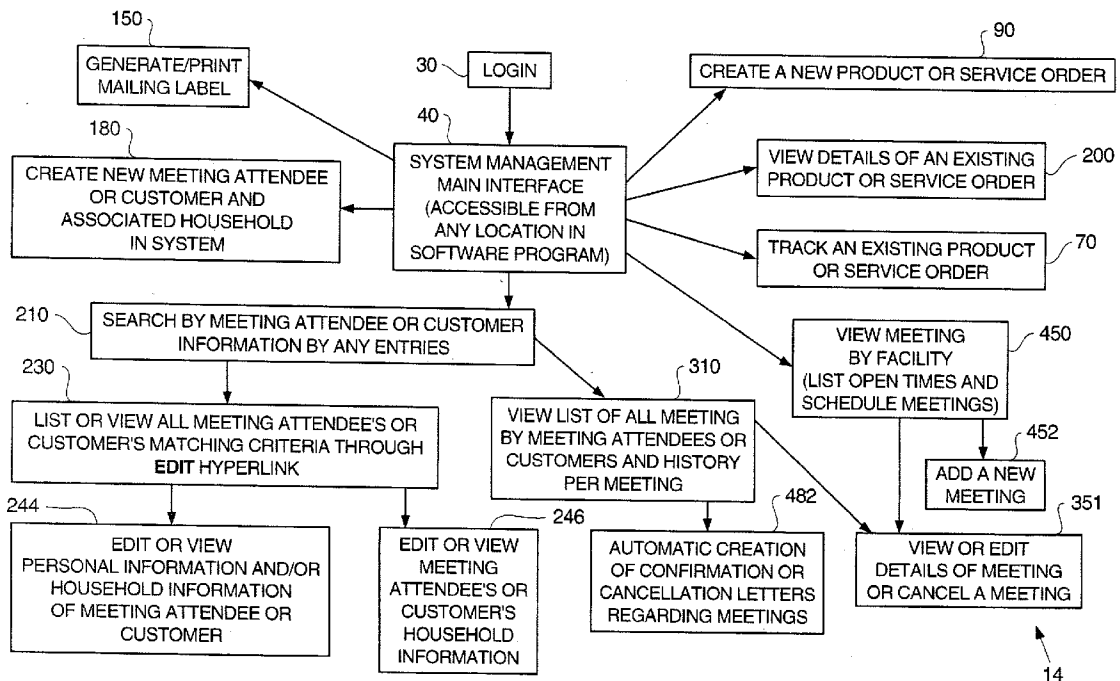 150
GENERATE/PRINT
MAILING LABEL
30
LOGIN
90
CREATE A NEW PRODUCT OR SERVICE ORDER
180
CREATE NEW MEETING ATTENDEE
OR CUSTOMER AND
ASSOCIATED HOUSEHOLD
IN SYSTEM
40
SYSTEM MANAGEMENT
MAIN INTERFACE
(ACCESSIBLE FROM
ANY LOCATION IN
SOFTWARE PROGRAM)
VIEW DETAILS OF AN EXISTING
PRODUCT OR SERVICE ORDER
200
TRACK AN EXISTING PRODUCT
OR SERVICE ORDER
70
210
SEARCH BY MEETING ATTENDEE OR CUSTOMER
INFORMATION BY ANY ENTRIES
VIEW MEETING
BY FACILITY
(LIST OPEN TIMES AND
SCHEDULE MEETINGS)
450
230
LIST OR VIEW ALL MEETING ATTENDEE'S OR
CUSTOMER'S MATCHING CRITERIA THROUGH
EDIT HYPERLINK
310
VIEW LIST OF ALL MEETING
BY MEETING ATTENDEES OR
CUSTOMERS AND HISTORY
PER MEETING
452
ADD A NEW
MEETING
244
EDIT OR VIEW
PERSONAL INFORMATION AND/OR
HOUSEHOLD INFORMATION
OF MEETING ATTENDEE OR
CUSTOMER
246
EDIT OR VIEW
MEETING
ATTENDEE'S OR
CUSTOMER'S
HOUSEHOLD
INFORMATION
482
AUTOMATIC CREATION
OF CONFIRMATION OR
CANCELLATION LETTERS
REGARDING MEETINGS
351
VIEW OR EDIT
DETAILS OF MEETING
OR CANCEL A MEETING
14